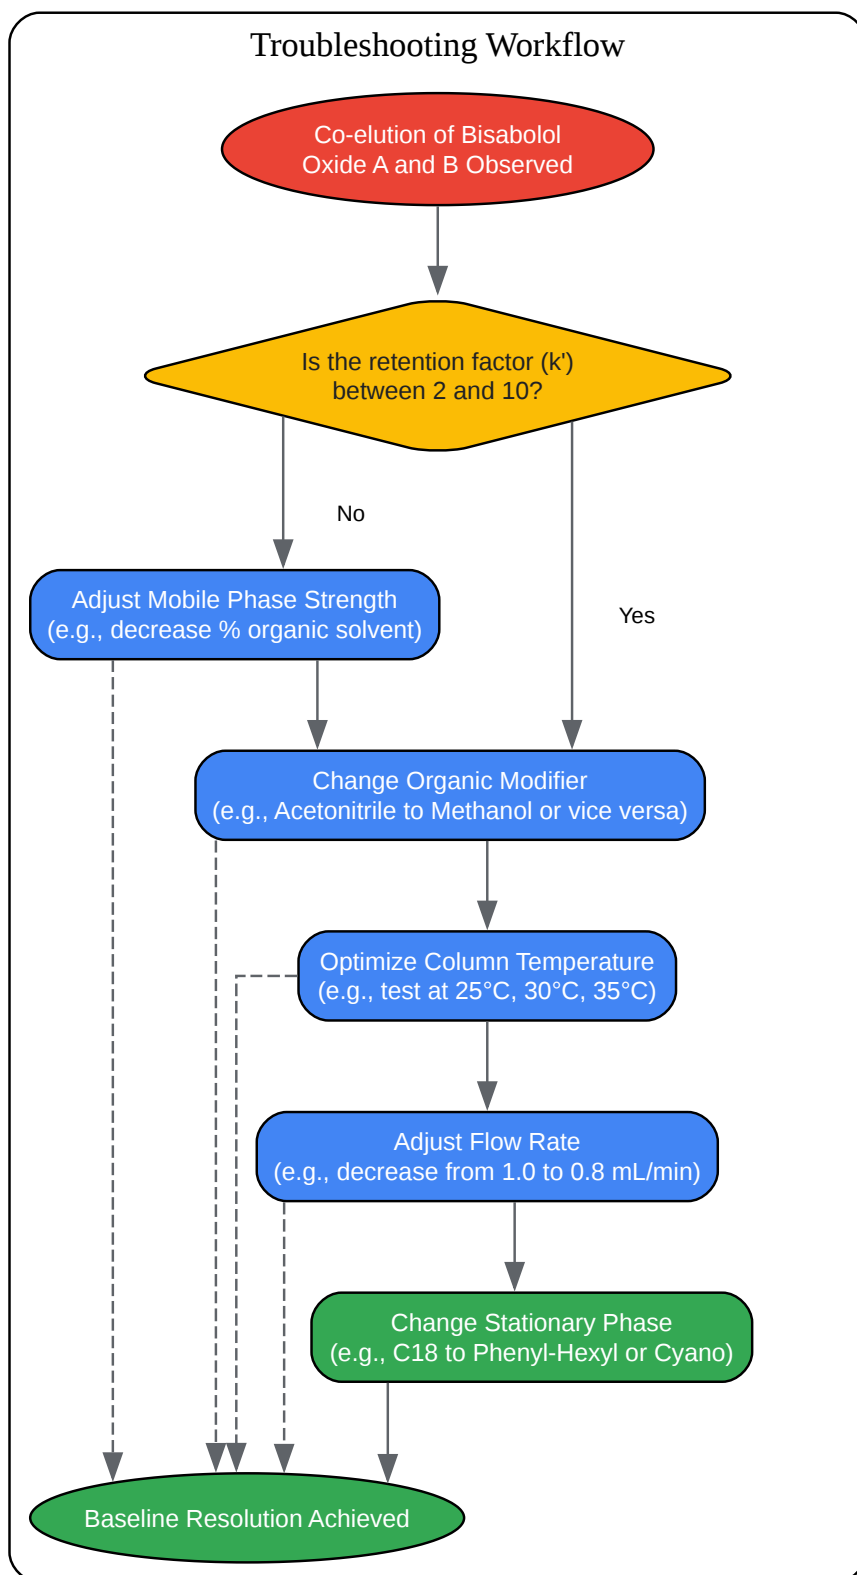 Troubleshooting Workflow
Co-elution of Bisabolol
Oxide A and B Observed
Is the retention factor (k')
between 2 and 10?
No
Adjust Mobile Phase Strength
(e.g., decrease % organic solvent)
Yes
Change Organic Modifier
(e.g., Acetonitrile to Methanol or vice versa)
Optimize Column Temperature
(e.g., test at 25°C, 30°C, 35°C)
Adjust Flow Rate
(e.g., decrease from 1.0 to 0.8 mL/min)
Change Stationary Phase
(e.g., C18 to Phenyl-Hexyl or Cyano)
Baseline Resolution Achieved